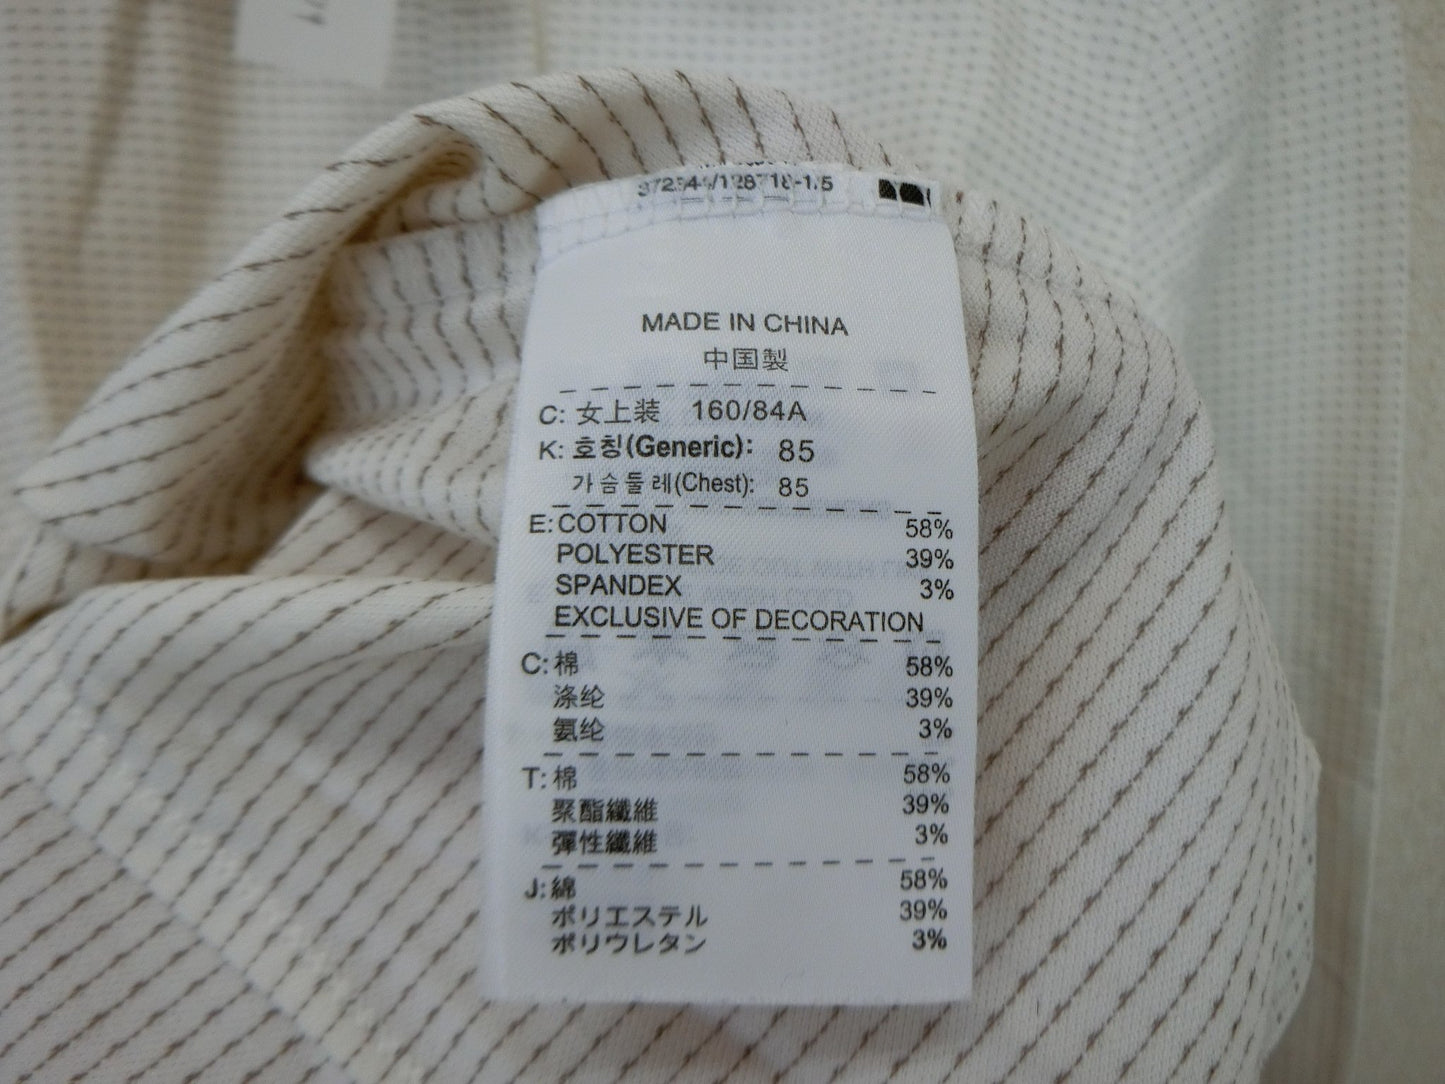 MADE IN CHINA
中国製
C: 女上装 160/84A
K: 호칭(Generic): 85
가슴둘레(Chest): 85
E: COTTON 58%
POLYESTER 39%
SPANDEX 3%
EXCLUSIVE OF DECORATION
C: 棉 58%
涤纶 39%
氨纶 3%
T: 棉 58%
聚酯纖維 39%
彈性纖維 3%
J: 綿 58%
ポリエステル 39%
ポリウレタン 3%